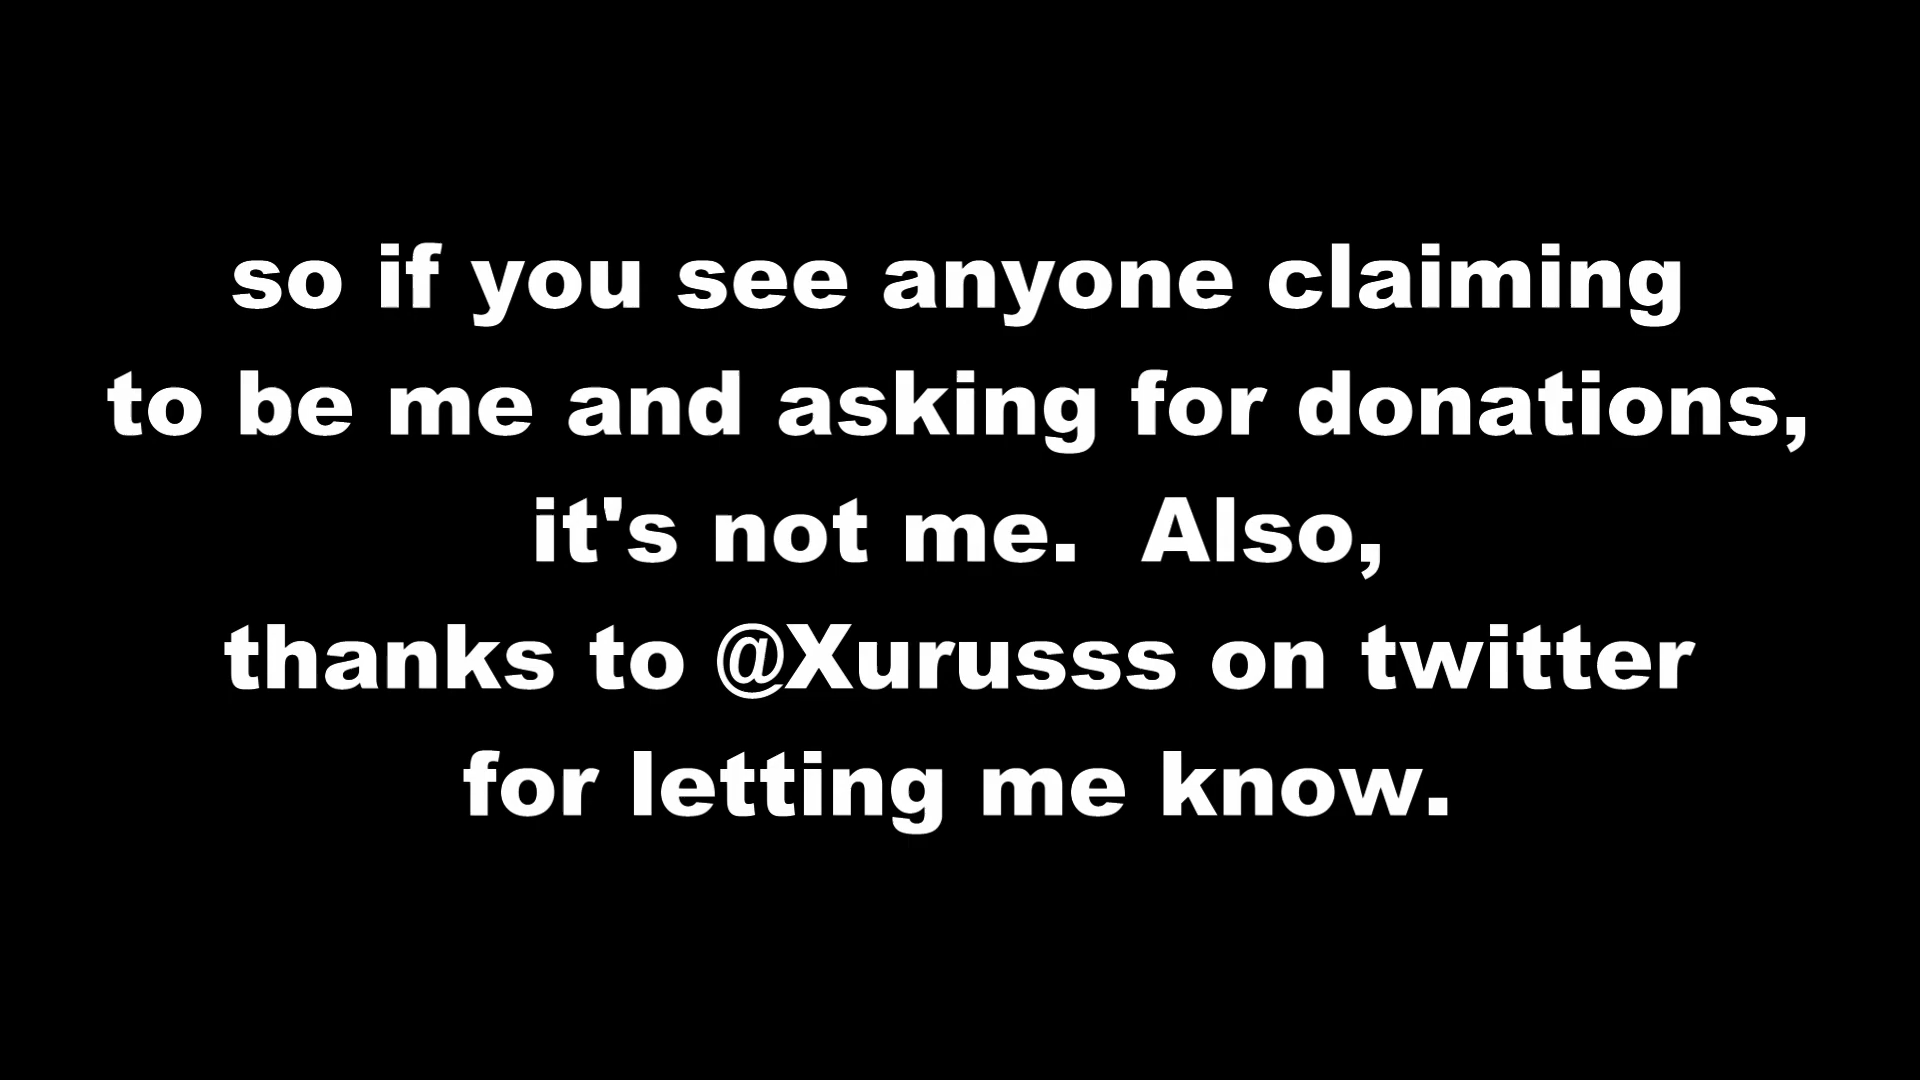 so if you see anyone claiming
to be me and asking for donations,
it's not me.  Also,
thanks to @Xurusss on twitter
for letting me know.